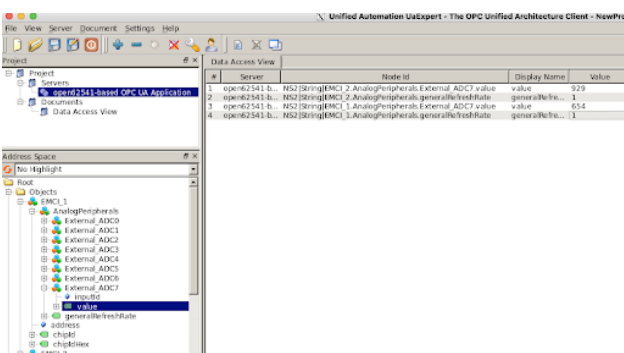 Unified Automation UaExpert - The OPC Unified Architecture Client - NewPro
File View Server Document Settings Help
Project
Project
Servers
open62541-based OPC UA Application
Documents
Data Access View
Address Space
No Highlight
Root
Objects
EMCI_1
AnalogPeripherals
External_ADC0
External_ADC1
External_ADC2
External_ADC3
External_ADC4
External_ADC5
External_ADC6
External_ADC7
inputId
value
generalRefreshRate
address
chipId
chipIdHex
EMCI_2
Data Access View
# Server Node Id Display Name Value
1 open62541-b... NS2|String|EMCI_2.AnalogPeripherals.External_ADC7.value value 929
2 open62541-b... NS2|String|EMCI_2.AnalogPeripherals.generalRefreshRate generalRefre... 1
3 open62541-b... NS2|String|EMCI_1.AnalogPeripherals.External_ADC7.value value 654
4 open62541-b... NS2|String|EMCI_1.AnalogPeripherals.generalRefreshRate generalRefre... 1